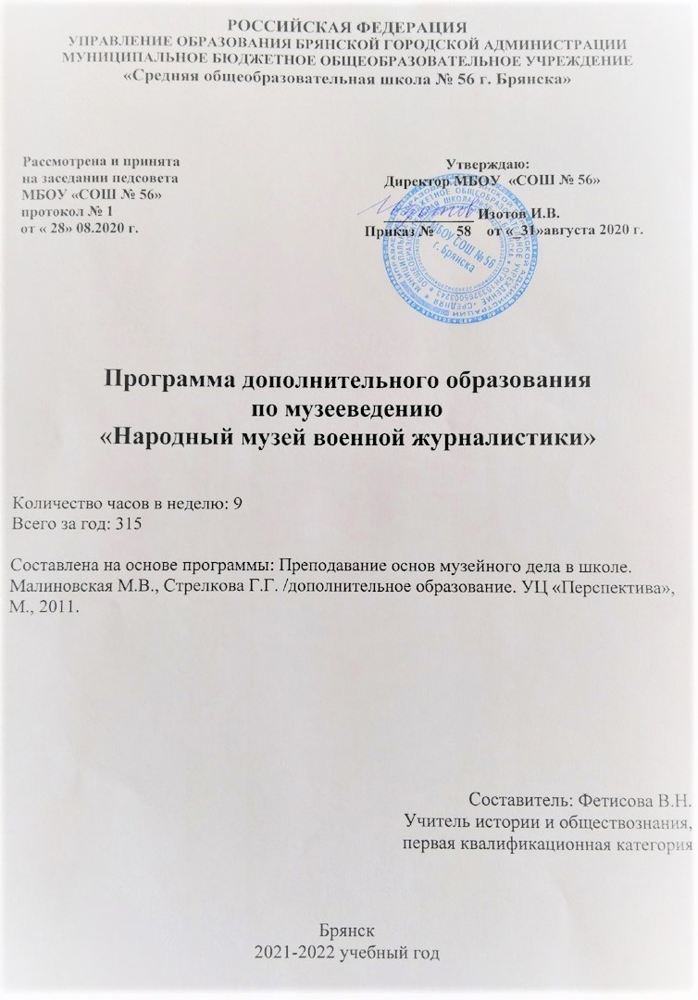 РОССИЙСКАЯ ФЕДЕРАЦИЯ
УПРАВЛЕНИЕ ОБРАЗОВАНИЯ БРЯНСКОЙ ГОРОДСКОЙ АДМИНИСТРАЦИИ
МУНИЦИПАЛЬНОЕ БЮДЖЕТНОЕ ОБЩЕОБРАЗОВАТЕЛЬНОЕ УЧРЕЖДЕНИЕ
«Средняя общеобразовательная школа № 56 г. Брянска»
Рассмотрена и принята
на заседании педсовета
МБОУ «СОШ № 56»
протокол № 1
от « 28» 08.2020 г.
Утверждаю:
Директор МБОУ «СОШ № 56»
Изотов И.В.
Приказ № 58 от « 31»августа 2020 г.
МБОУ СОШ № 56
г. Брянска
Программа дополнительного образования
по музееведению
«Народный музей военной журналистики»
Количество часов в неделю: 9
Всего за год: 315
Составлена на основе программы: Преподавание основ музейного дела в школе.
Малиновская М.В., Стрелкова Г.Г. /дополнительное образование. УЦ «Перспектива»,
М., 2011.
Составитель: Фетисова В.Н.
Учитель истории и обществознания,
первая квалификационная категория
Брянск
2021-2022 учебный год